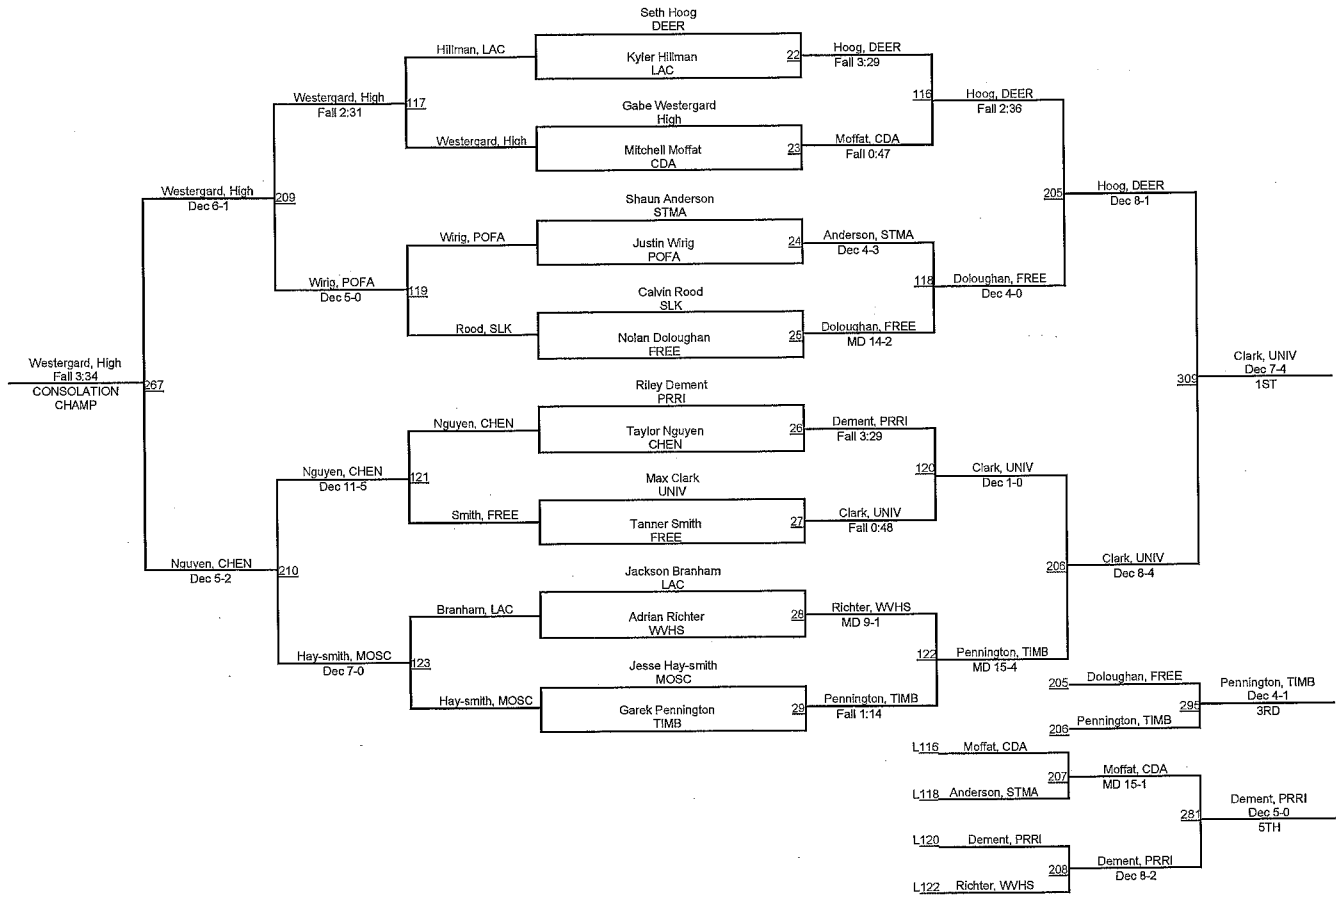 Seth Hoog
DEER
Hillman, LAC
Kyler Hillman
LAC
22
Hoog, DEER
Fall 3:29
Westergard, High
Fall 2:31
117
116
Hoog, DEER
Fall 2:36
Gabe Westergard
High
Westergard, High
Mitchell Moffat
CDA
23
Moffat, CDA
Fall 0:47
Westergard, High
Dec 6-1
209
205
Hoog, DEER
Dec 8-1
Shaun Anderson
STMA
Wirig, POFA
Justin Wirig
POFA
24
Anderson, STMA
Dec 4-3
Wirig, POFA
Dec 5-0
119
118
Doloughan, FREE
Dec 4-0
Calvin Rood
SLK
Rood, SLK
Nolan Doloughan
FREE
25
Doloughan, FREE
MD 14-2
Westergard, High
Fall 3:34
CONSOLATION
CHAMP
267
309
Clark, UNIV
Dec 7-4
1ST
Riley Dement
PRRI
Nguyen, CHEN
Taylor Nguyen
CHEN
26
Dement, PRRI
Fall 3:29
Nguyen, CHEN
Dec 11-5
121
120
Clark, UNIV
Dec 1-0
Max Clark
UNIV
Smith, FREE
Tanner Smith
FREE
27
Clark, UNIV
Fall 0:48
Nguyen, CHEN
Dec 5-2
210
206
Clark, UNIV
Dec 8-4
Jackson Branham
LAC
Branham, LAC
Adrian Richter
WVHS
28
Richter, WVHS
MD 9-1
Hay-smith, MOSC
Dec 7-0
123
122
Pennington, TIMB
MD 15-4
Jesse Hay-smith
MOSC
Hay-smith, MOSC
Garek Pennington
TIMB
29
Pennington, TIMB
Fall 1:14
205
Doloughan, FREE
206
Pennington, TIMB
295
Pennington, TIMB
Dec 4-1
3RD
L116
Moffat, CDA
L118
Anderson, STMA
207
Moffat, CDA
MD 15-1
281
Dement, PRRI
Dec 5-0
5TH
L120
Dement, PRRI
L122
Richter, WVHS
208
Dement, PRRI
Dec 8-2